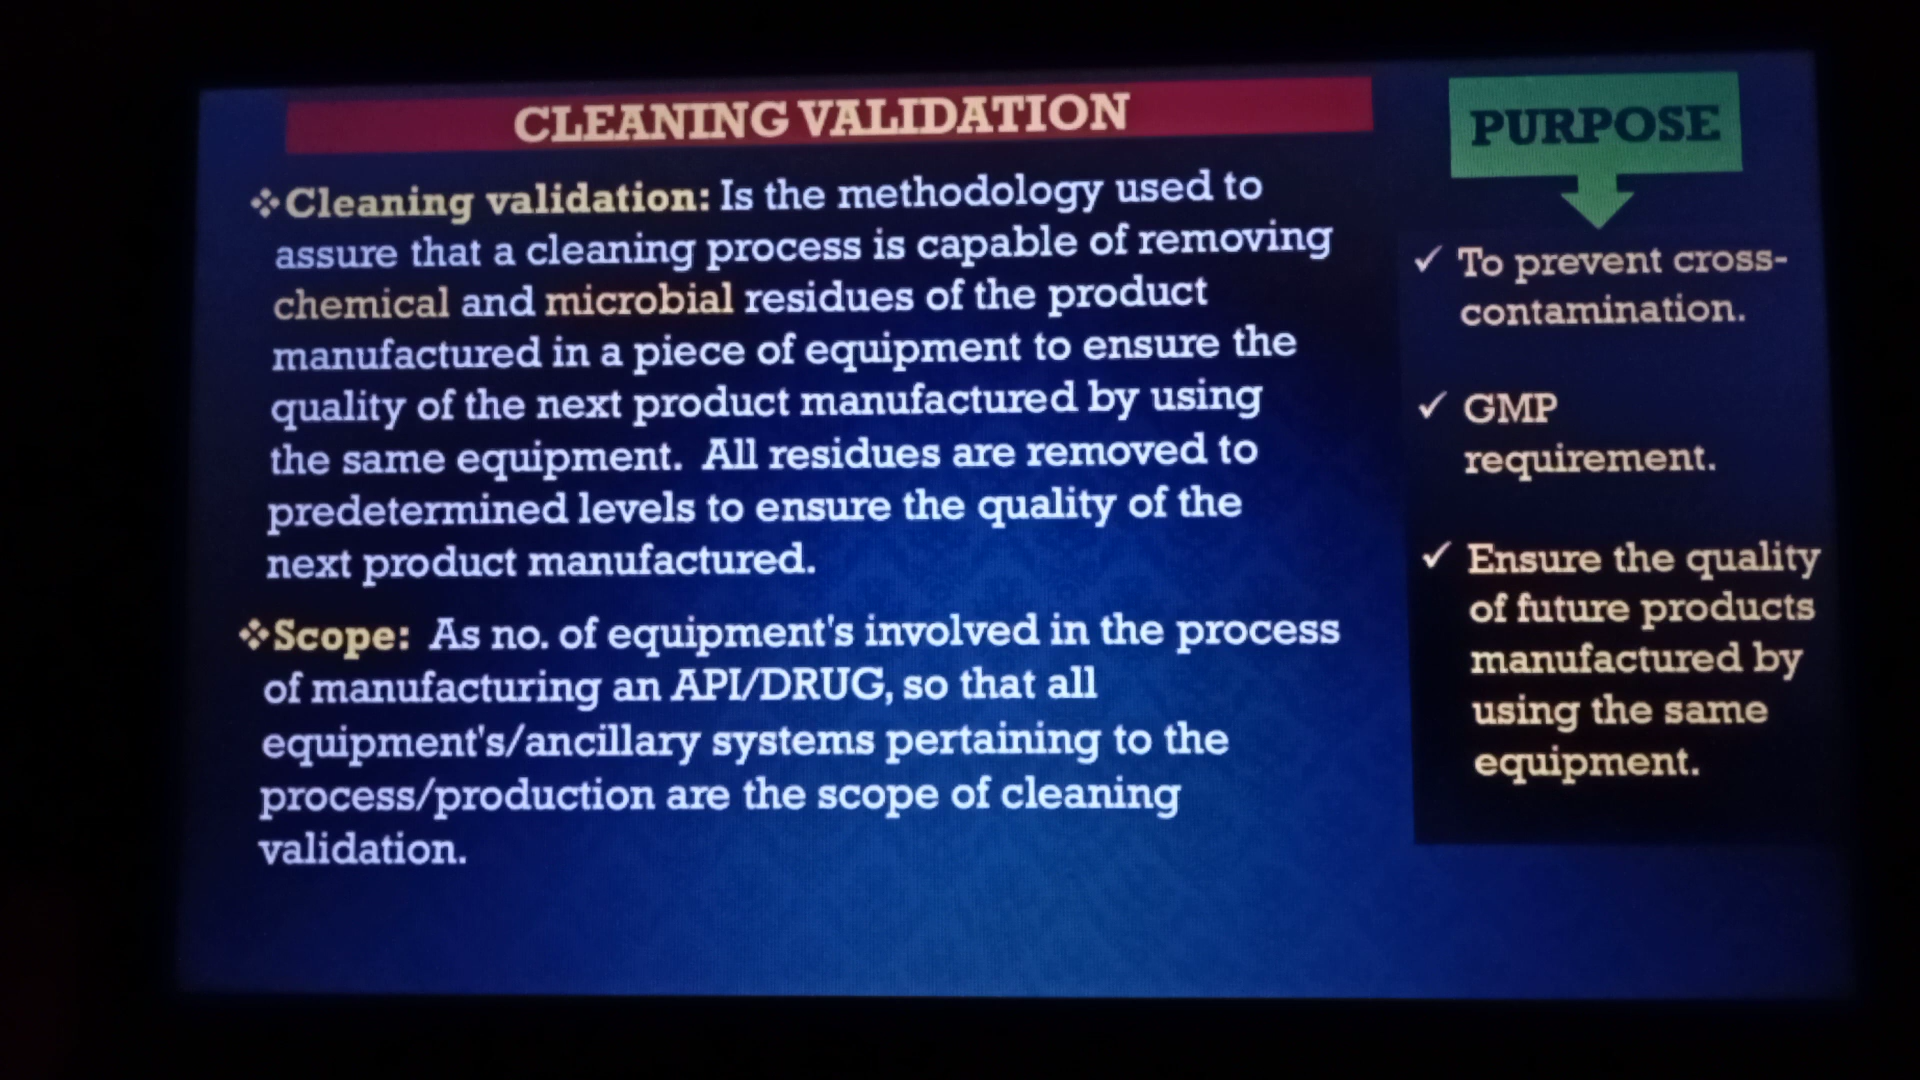 CLEANING VALIDATION
❖Cleaning validation: Is the methodology used to
assure that a cleaning process is capable of removing
chemical and microbial residues of the product
manufactured in a piece of equipment to ensure the
quality of the next product manufactured by using
the same equipment. All residues are removed to
predetermined levels to ensure the quality of the
next product manufactured.
❖Scope: As no. of equipment's involved in the process
of manufacturing an API/DRUG, so that all
equipment's/ancillary systems pertaining to the
process/production are the scope of cleaning
validation.
PURPOSE
✓ To prevent cross-
contamination.
✓ GMP
requirement.
✓ Ensure the quality
of future products
manufactured by
using the same
equipment.